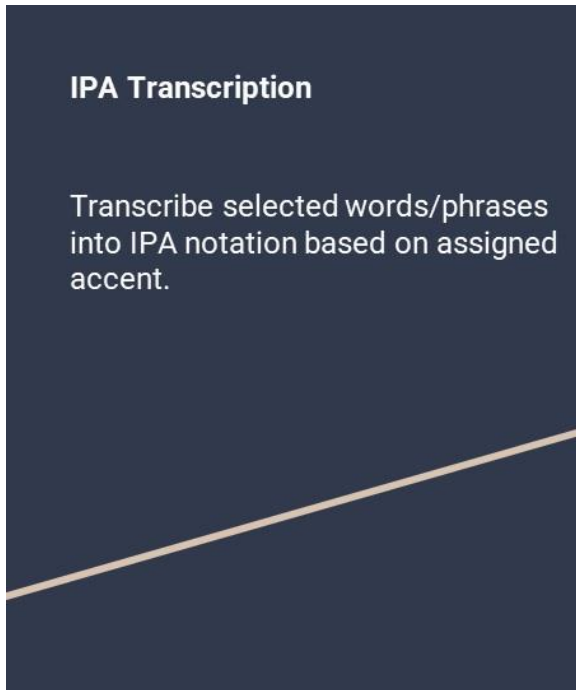 IPA Transcription
Transcribe selected words/phrases
into IPA notation based on assigned
accent.